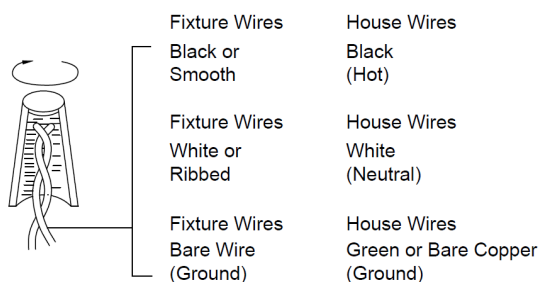 Fixture Wires House Wires
Black or Black
Smooth (Hot)
Fixture Wires House Wires
White or White
Ribbed (Neutral)
Fixture Wires House Wires
Bare Wire Green or Bare Copper
(Ground) (Ground)